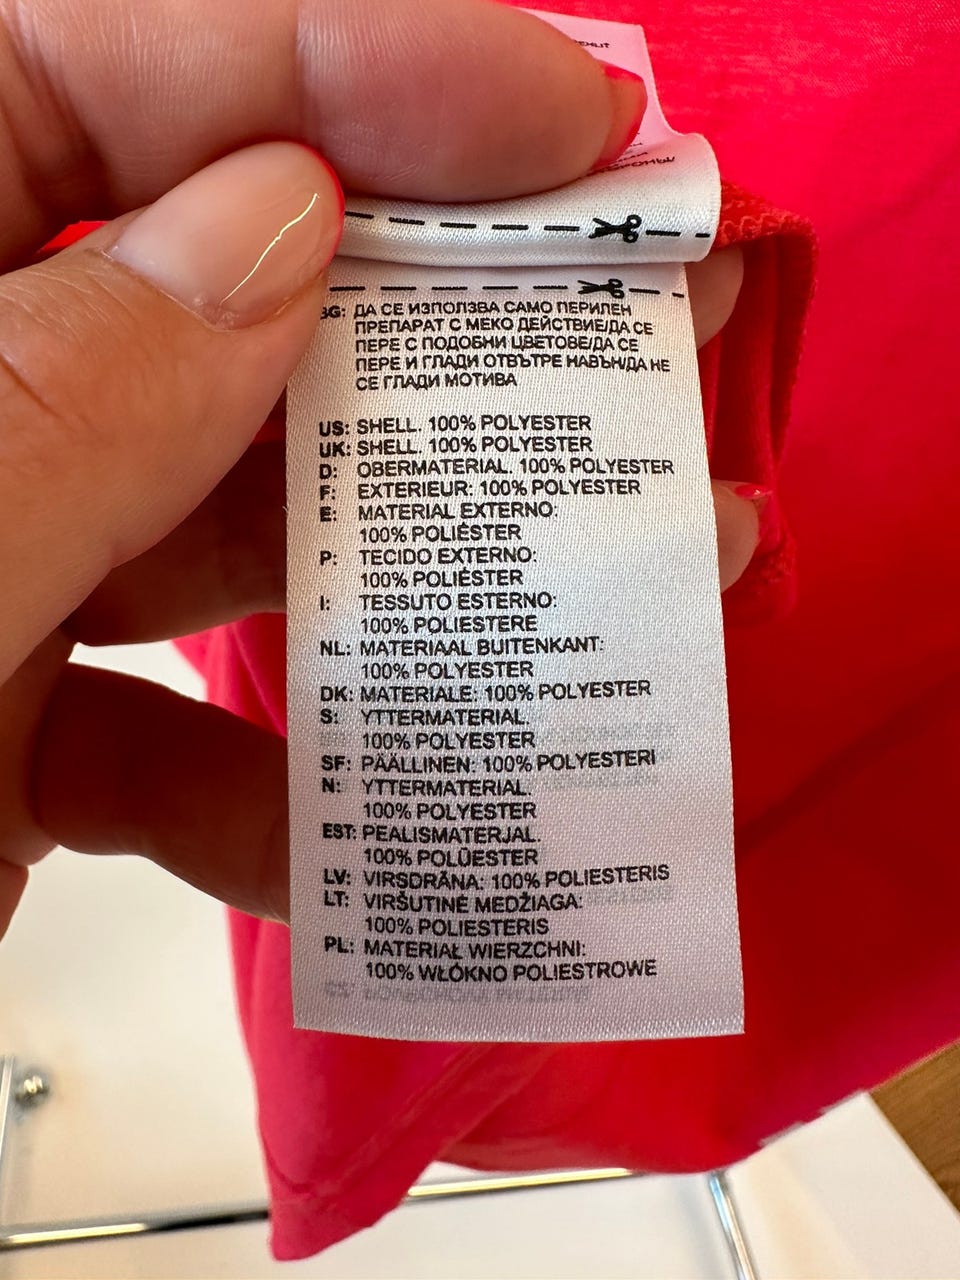 BG: ДА СЕ ИЗПОЛЗВА САМО ПЕРИЛЕН
ПРЕПАРАТ С МЕКО ДЕЙСТВИЕ/ДА СЕ
ПЕРЕ С ПОДОБНИ ЦВЕТОВЕ/ДА СЕ
ПЕРЕ И ГЛАДИ ОТВЪТРЕ НАВЪН/ДА НЕ
СЕ ГЛАДИ МОТИВА
US: SHELL. 100% POLYESTER
UK: SHELL. 100% POLYESTER
D: OBERMATERIAL. 100% POLYESTER
F: EXTERIEUR: 100% POLYESTER
E: MATERIAL EXTERNO:
100% POLIÉSTER
P: TECIDO EXTERNO:
100% POLIÉSTER
I: TESSUTO ESTERNO:
100% POLIESTERE
NL: MATERIAAL BUITENKANT:
100% POLYESTER
DK: MATERIALE: 100% POLYESTER
S: YTTERMATERIAL.
100% POLYESTER
SF: PÄÄLLINEN: 100% POLYESTERI
N: YTTERMATERIAL.
100% POLYESTER
EST: PEALISMATERJAL.
100% POLÜESTER
LV: VIRSDRĀNA: 100% POLIESTERIS
LT: VIRŠUTINĖ MEDŽIAGA:
100% POLIESTERIS
PL: MATERIAŁ WIERZCHNI:
100% WŁÓKNO POLIESTROWE